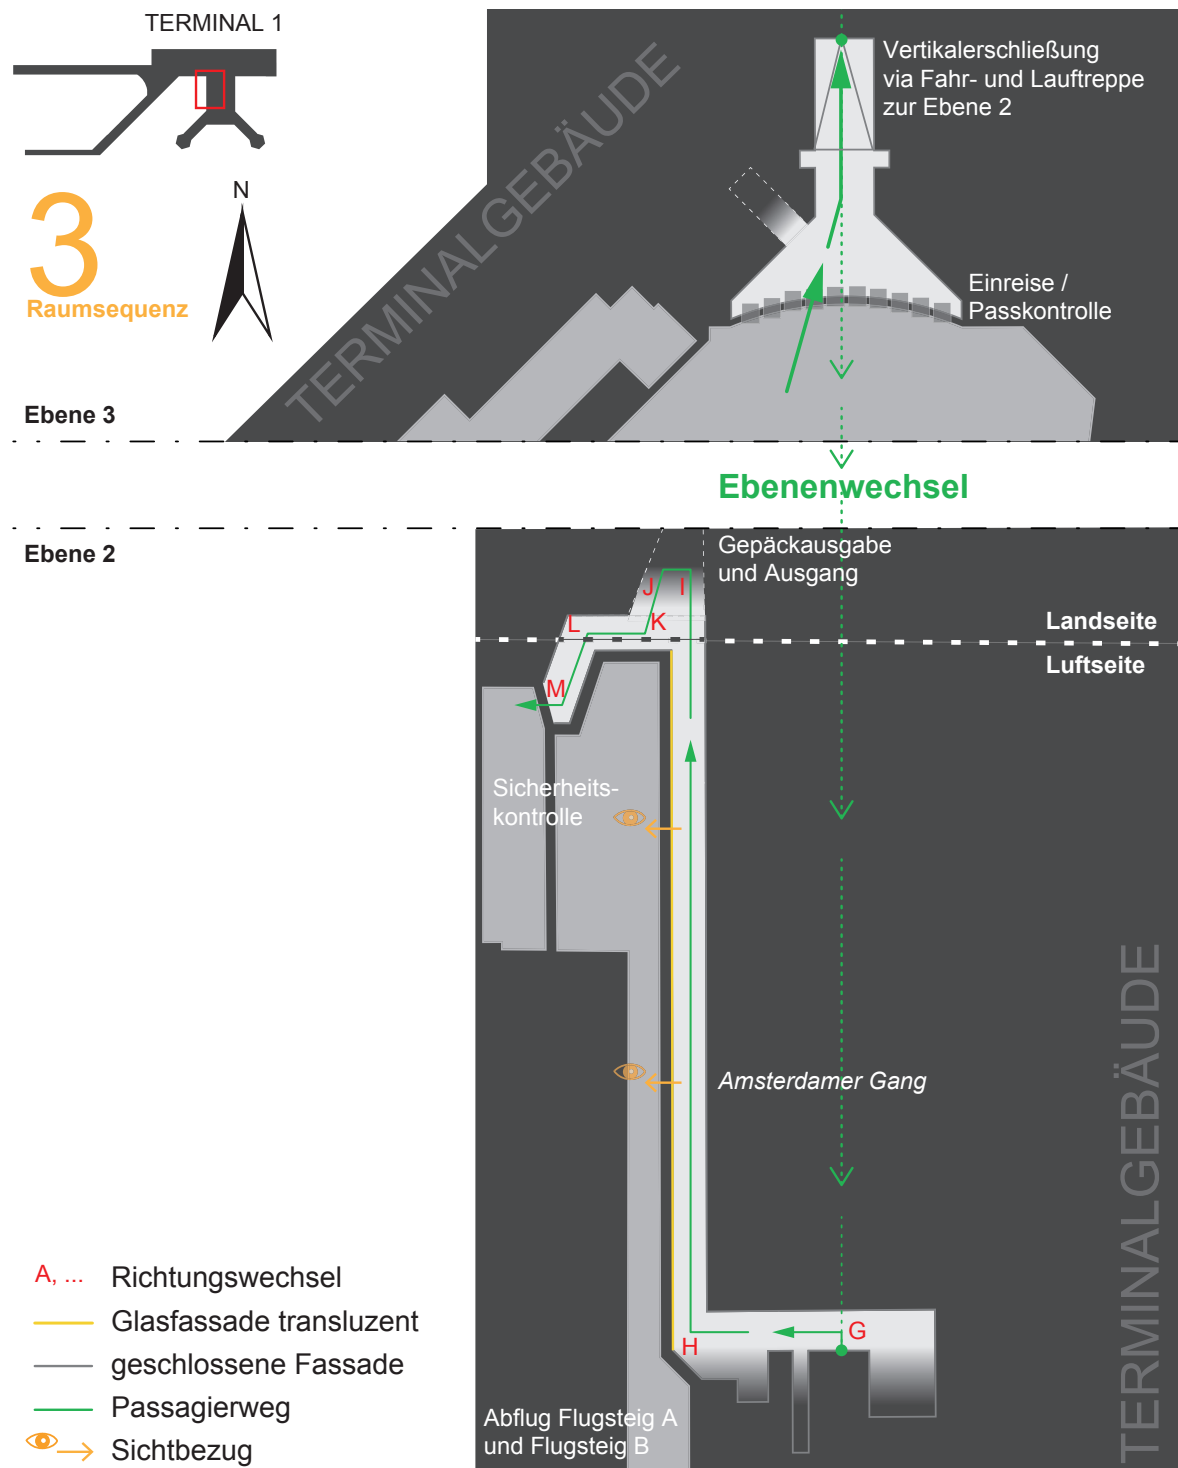 TERMINAL 1
N
3
Raumsequenz
TERMINALGEBÄUDE
Vertikalerschließung
via Fahr- und Lauftreppe
zur Ebene 2
Einreise /
Passkontrolle
Ebene 3
Ebenenwechsel
Ebene 2
Gepäckausgabe
und Ausgang
J
I
L
K
Landseite
Luftseite
M
Sicherheits-
kontrolle
Amsterdamer Gang
TERMINALGEBÄUDE
G
H
Abflug Flugsteig A
und Flugsteig B
A, ... Richtungswechsel
Glasfassade transluzent
geschlossene Fassade
Passagierweg
Sichtbezug